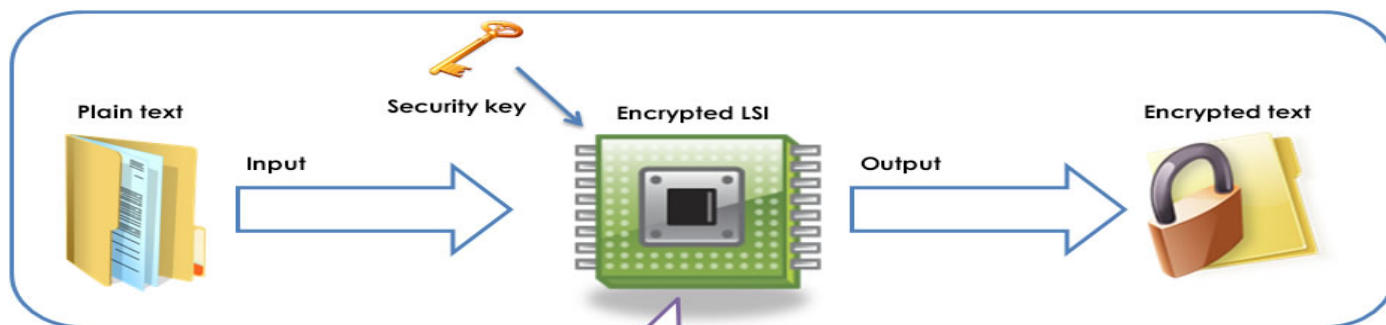 Plain text
Security key
Encrypted LSI
Encrypted text
Input
Output